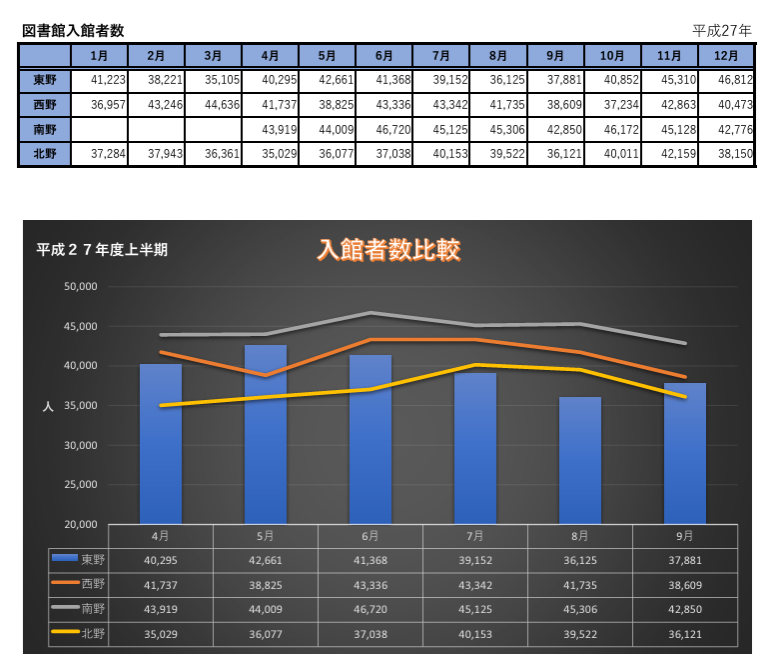 図書館入館者数 平成27年
1月 2月 3月 4月 5月 6月 7月 8月 9月 10月 11月 12月
東野 41,223 38,221 35,105 40,295 42,661 41,368 39,152 36,125 37,881 40,852 45,310 46,812
西野 36,957 43,246 44,636 41,737 38,825 43,336 43,342 41,735 38,609 37,234 42,863 40,473
南野 43,919 44,009 46,720 45,125 45,306 42,850 46,172 45,128 42,776
北野 37,284 37,943 36,361 35,029 36,077 37,038 40,153 39,522 36,121 40,011 42,159 38,150
平成27年度上半期
入館者数比較
50,000
45,000
40,000
人
35,000
30,000
25,000
20,000
4月 5月 6月 7月 8月 9月
東野 40,295 42,661 41,368 39,152 36,125 37,881
西野 41,737 38,825 43,336 43,342 41,735 38,609
南野 43,919 44,009 46,720 45,125 45,306 42,850
北野 35,029 36,077 37,038 40,153 39,522 36,121